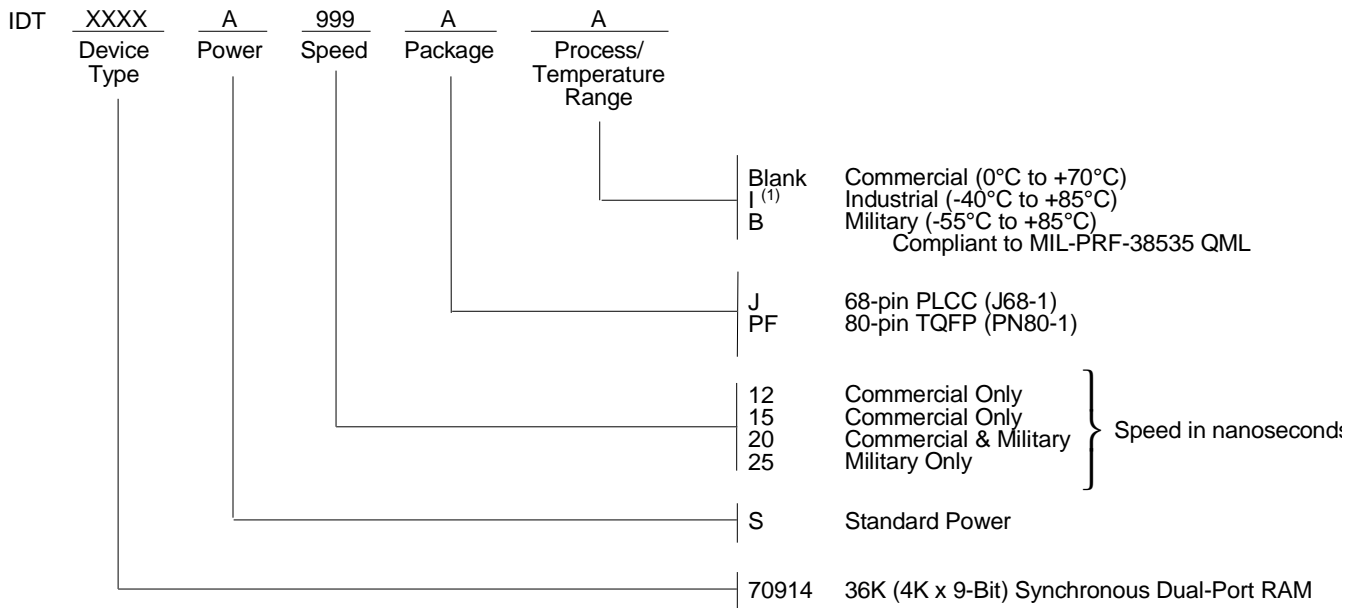 IDT XXXX A 999 A A
Device Type Power Speed Package Process/ Temperature Range
Blank Commercial (0°C to +70°C)
I (1) Industrial (-40°C to +85°C)
B Military (-55°C to +85°C)
Compliant to MIL-PRF-38535 QML
J 68-pin PLCC (J68-1)
PF 80-pin TQFP (PN80-1)
12 Commercial Only
15 Commercial Only
20 Commercial & Military
25 Military Only
Speed in nanoseconds
S Standard Power
70914 36K (4K x 9-Bit) Synchronous Dual-Port RAM